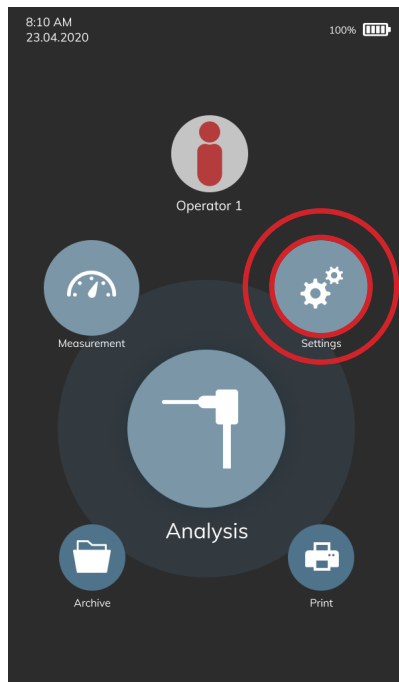 8:10 AM
23.04.2020
100%
Operator 1
Measurement
Settings
Analysis
Archive
Print